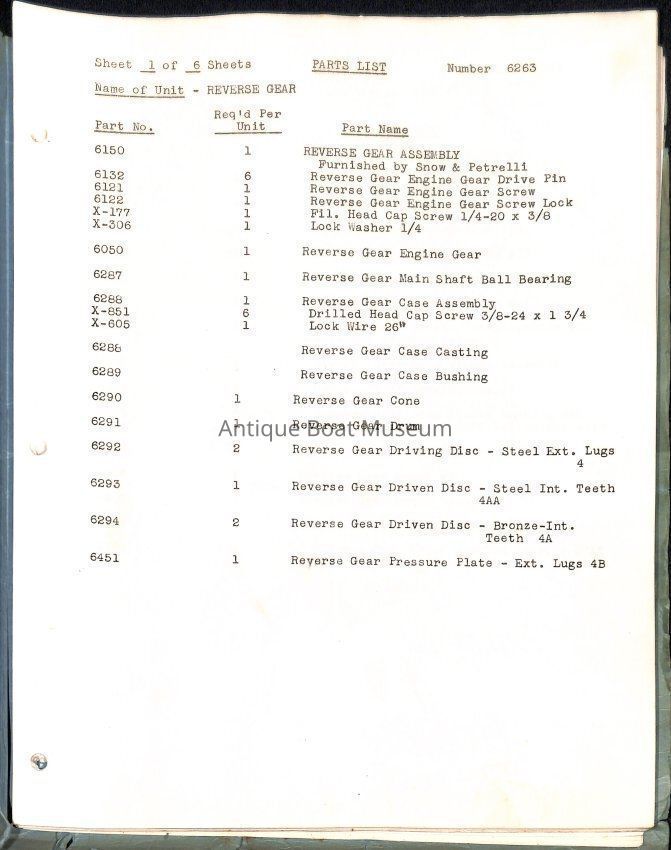 Sheet 1 of 6 Sheets PARTS LIST Number 6263
Name of Unit - REVERSE GEAR
Part No. Req'd Per Unit Part Name
6150 1 REVERSE GEAR ASSEMBLY
Furnished by Snow & Petrelli
6132 6 Reverse Gear Engine Gear Drive Pin
6121 1 Reverse Gear Engine Gear Screw
6122 1 Reverse Gear Engine Gear Screw Lock
X-177 1 Fil. Head Cap Screw 1/4-20 x 3/8
X-306 1 Lock Washer 1/4
6050 1 Reverse Gear Engine Gear
6287 1 Reverse Gear Main Shaft Ball Bearing
6288 1 Reverse Gear Case Assembly
X-851 6 Drilled Head Cap Screw 3/8-24 x 1 3/4
X-605 1 Lock Wire 26"
6288 Reverse Gear Case Casting
6289 Reverse Gear Case Bushing
6290 1 Reverse Gear Cone
6291 1 Reverse Gear Drum
Antique Boat Museum
6292 2 Reverse Gear Driving Disc - Steel Ext. Lugs
4
6293 1 Reverse Gear Driven Disc - Steel Int. Teeth
4AA
6294 2 Reverse Gear Driven Disc - Bronze-Int.
Teeth 4A
6451 1 Reverse Gear Pressure Plate - Ext. Lugs 4B